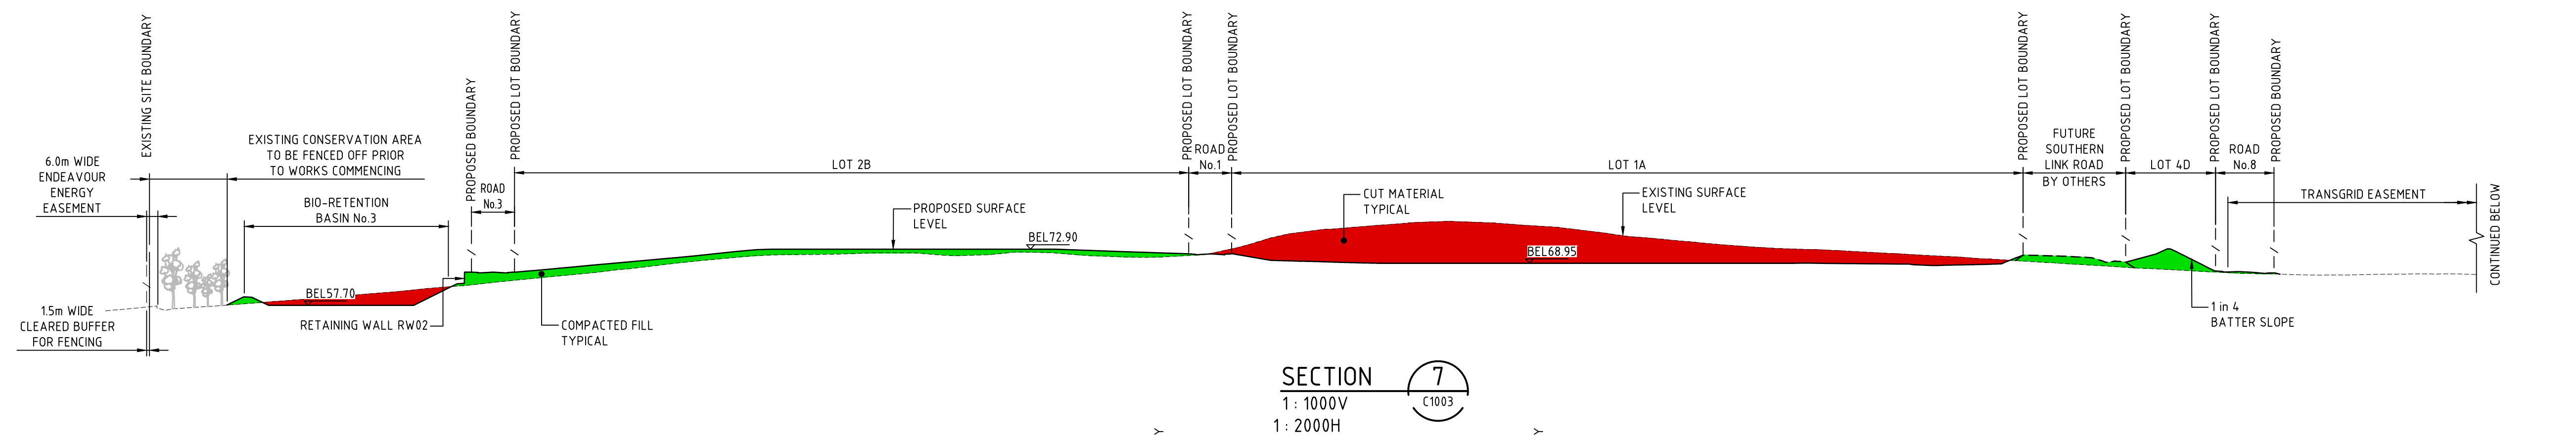 EXISTING SITE BOUNDARY
PROPOSED BOUNDARY
PROPOSED LOT BOUNDARY
PROPOSED LOT BOUNDARY
PROPOSED LOT BOUNDARY
PROPOSED LOT BOUNDARY
PROPOSED LOT BOUNDARY
PROPOSED LOT BOUNDARY
PROPOSED BOUNDARY
6.0m WIDE
ENDEAVOUR
ENERGY
EASEMENT
EXISTING CONSERVATION AREA
TO BE FENCED OFF PRIOR
TO WORKS COMMENCING
BIO-RETENTION
BASIN No.3
ROAD
No.3
LOT 2B
ROAD
No.1
LOT 1A
FUTURE
SOUTHERN
LINK ROAD
BY OTHERS
LOT 4D
ROAD
No.8
TRANSGRID EASEMENT
CONTINUED BELOW
PROPOSED SURFACE
LEVEL
BEL72.90
CUT MATERIAL
TYPICAL
EXISTING SURFACE
LEVEL
BEL68.95
BEL57.70
1.5m WIDE
CLEARED BUFFER
FOR FENCING
RETAINING WALL RW02
COMPACTED FILL
TYPICAL
1 in 4
BATTER SLOPE
SECTION
7
C1003
1 : 1000V
1 : 2000H
Y
Y